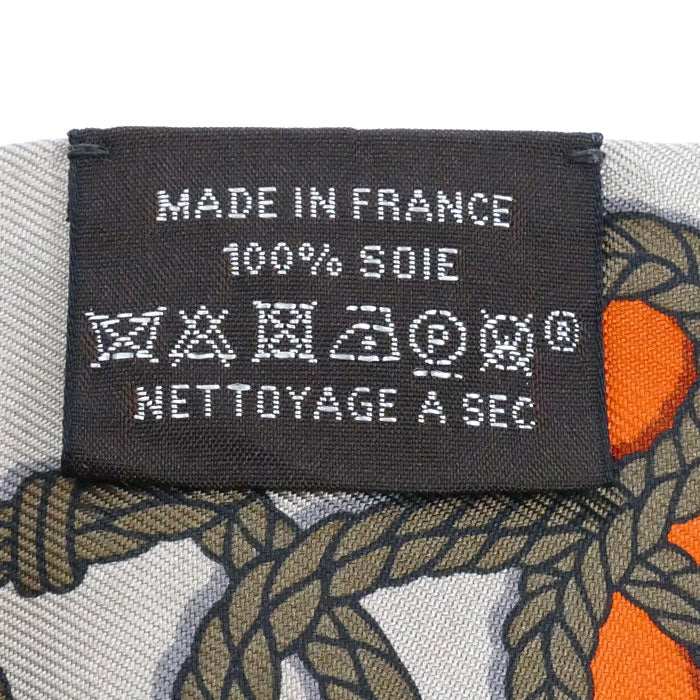 MADE IN FRANCE
100% SOIE
P ®
NETTOYAGE A SEC